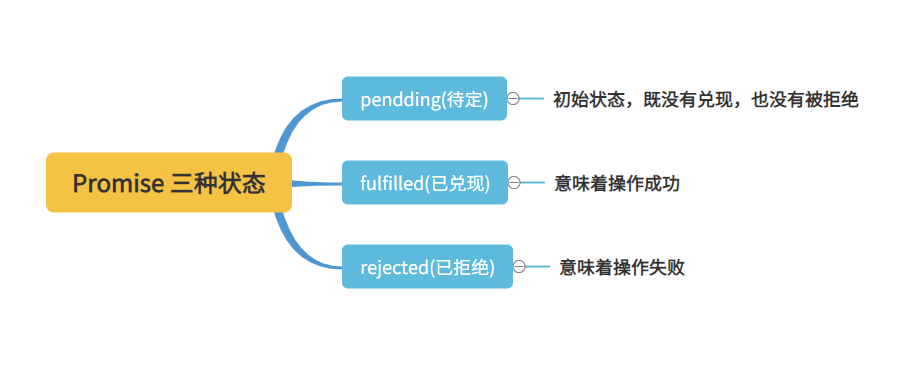 pendding(待定)
初始状态，既没有兑现，也没有被拒绝
Promise 三种状态
fulfilled(已兑现)
意味着操作成功
rejected(已拒绝)
意味着操作失败